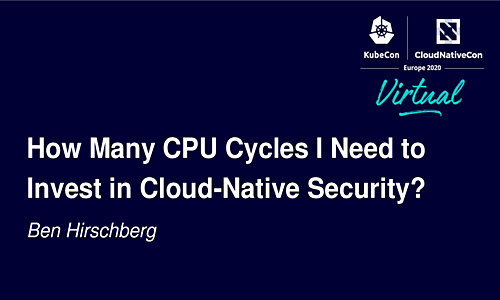 KubeCon CloudNativeCon
Europe 2020
Virtual
How Many CPU Cycles I Need to
Invest in Cloud-Native Security?
Ben Hirschberg